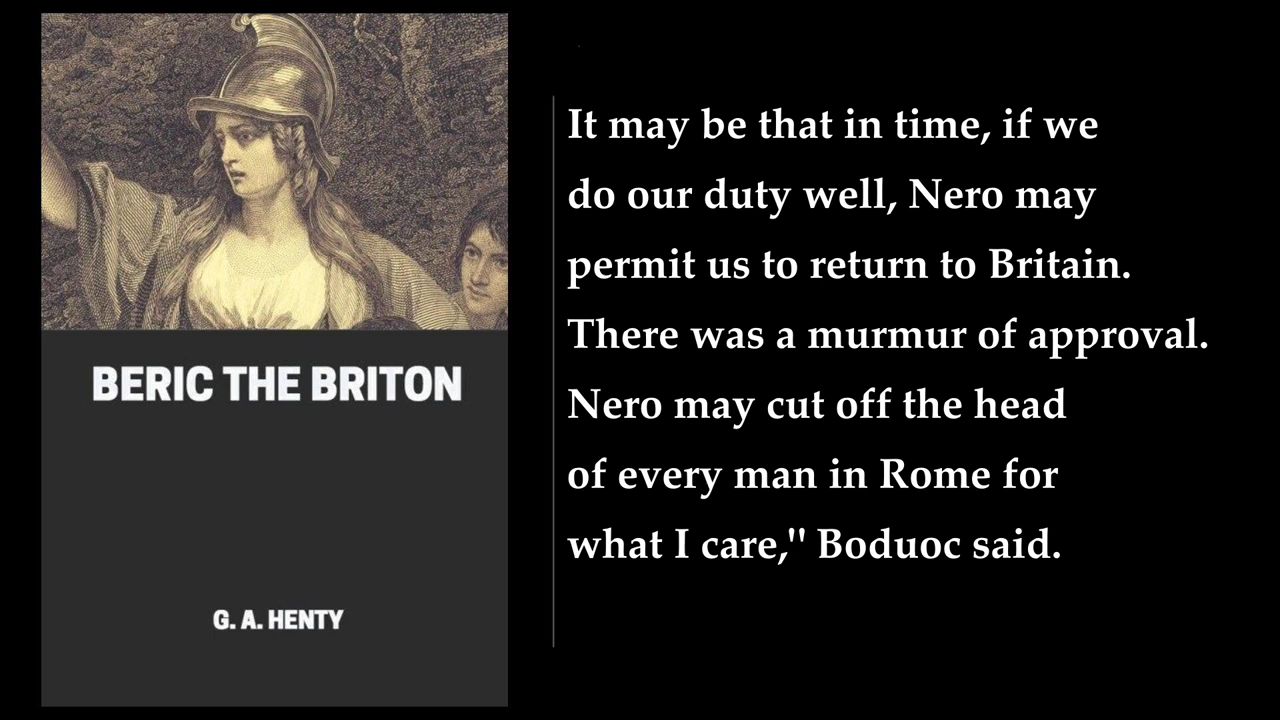 BERIC THE BRITON
G. A. HENTY
It may be that in time, if we
do our duty well, Nero may
permit us to return to Britain.
There was a murmur of approval.
Nero may cut off the head
of every man in Rome for
what I care," Boduoc said.